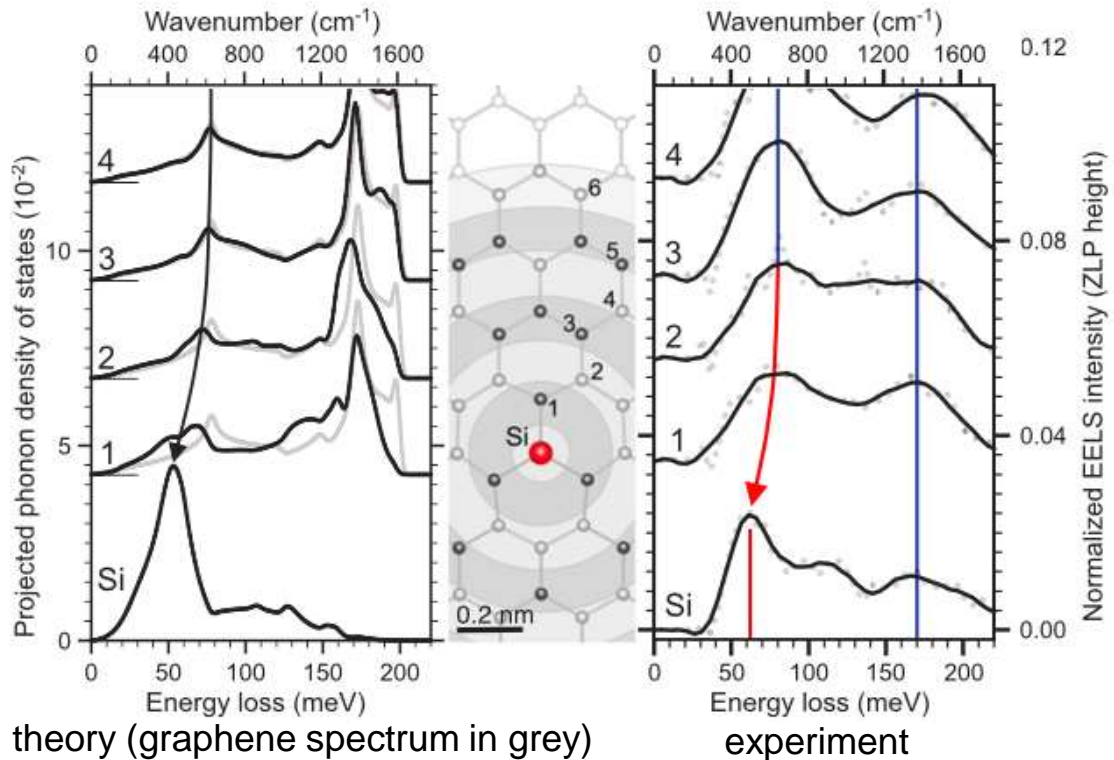 Wavenumber (cm⁻¹)
0 400 800 1200 1600
Projected phonon density of states (10⁻²)
10
5
0
4
3
2
1
Si
0 50 100 150 200
Energy loss (meV)
theory (graphene spectrum in grey)
6
5
4
3
2
1
Si
0.2 nm
Wavenumber (cm⁻¹)
0 400 800 1200 1600
4
3
2
1
Si
0 50 100 150 200
Energy loss (meV)
experiment
0.12
0.08
0.04
0.00
Normalized EELS intensity (ZLP height)